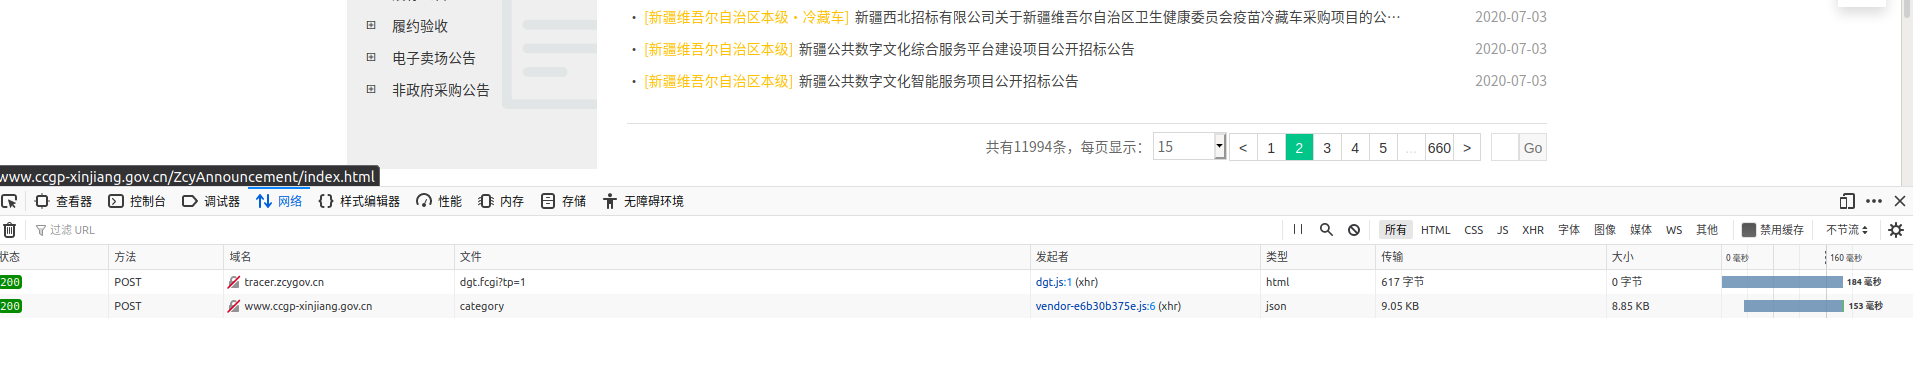 • [新疆维吾尔自治区本级·冷藏车] 新疆西北招标有限公司关于新疆维吾尔自治区卫生健康委员会疫苗冷藏车采购项目的公… 2020-07-03
履约验收
• [新疆维吾尔自治区本级] 新疆公共数字文化综合服务平台建设项目公开招标公告 2020-07-03
电子卖场公告
• [新疆维吾尔自治区本级] 新疆公共数字文化智能服务项目公开招标公告 2020-07-03
非政府采购公告
共有11994条，每页显示： 15 < 1 2 3 4 5 ... 660 > Go
www.ccgp-xinjiang.gov.cn/ZcyAnnouncement/index.html
查看器 控制台 调试器 网络 样式编辑器 性能 内存 存储 无障碍环境
过滤 URL 所有 HTML CSS JS XHR 字体 图像 媒体 WS 其他 禁用缓存 不节流
状态 方法 域名 文件 发起者 类型 传输 大小 0 毫秒 160 毫秒
200 POST tracer.zcygov.cn dgt.fcgi?tp=1 dgt.js:1 (xhr) html 617 字节 0 字节 184 毫秒
200 POST www.ccgp-xinjiang.gov.cn category vendor-e6b30b375e.js:6 (xhr) json 9.05 KB 8.85 KB 153 毫秒